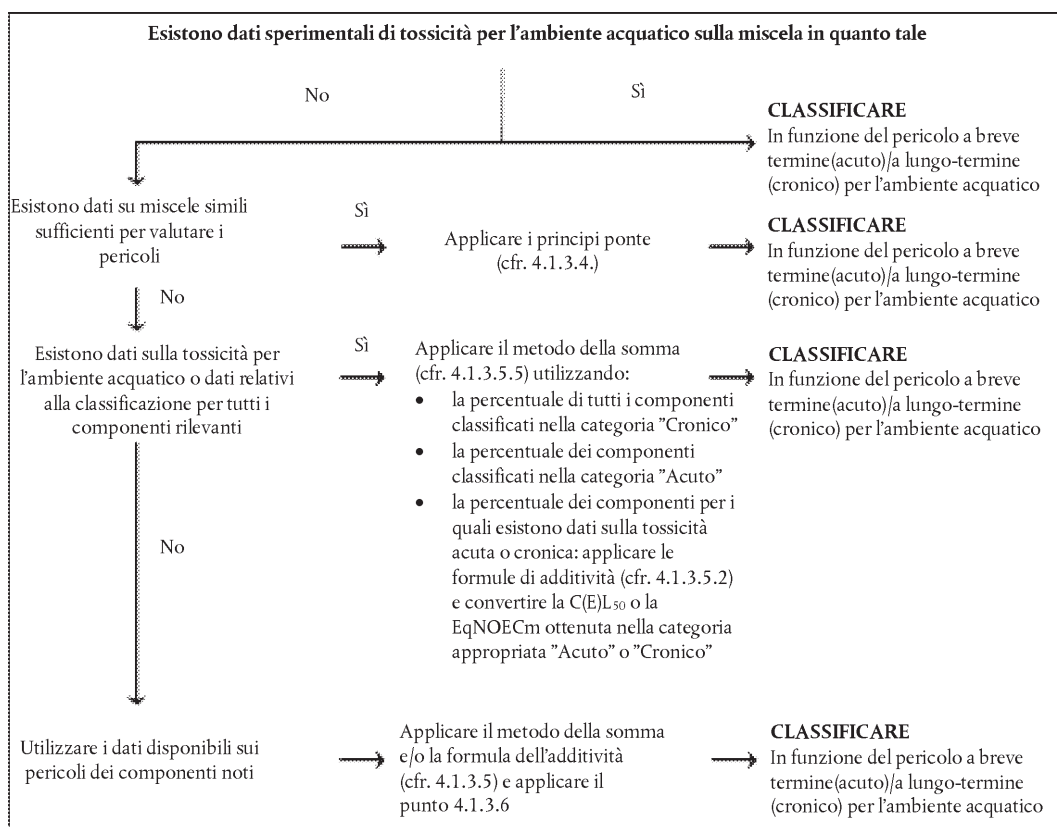 Esistono dati sperimentali di tossicità per l'ambiente acquatico sulla miscela in quanto tale
No
Sì
CLASSIFICARE
In funzione del pericolo a breve
termine(acuto)/a lungo-termine
(cronico) per l'ambiente acquatico
Esistono dati su miscele simili
sufficienti per valutare i
pericoli
Sì
Applicare i principi ponte
(cfr. 4.1.3.4.)
CLASSIFICARE
In funzione del pericolo a breve
termine(acuto)/a lungo-termine
(cronico) per l'ambiente acquatico
No
Esistono dati sulla tossicità per
l'ambiente acquatico o dati relativi
alla classificazione per tutti i
componenti rilevanti
Sì
Applicare il metodo della somma
(cfr. 4.1.3.5.5) utilizzando:
• la percentuale di tutti i componenti
classificati nella categoria "Cronico"
• la percentuale dei componenti
classificati nella categoria "Acuto"
• la percentuale dei componenti per i
quali esistono dati sulla tossicità
acuta o cronica: applicare le
formule di additività (cfr. 4.1.3.5.2)
e convertire la C(E)L50 o la
EqNOECm ottenuta nella categoria
appropriata "Acuto" o "Cronico"
CLASSIFICARE
In funzione del pericolo a breve
termine(acuto)/a lungo-termine
(cronico) per l'ambiente acquatico
No
Utilizzare i dati disponibili sui
pericoli dei componenti noti
Applicare il metodo della somma
e/o la formula dell'additività
(cfr. 4.1.3.5) e applicare il
punto 4.1.3.6
CLASSIFICARE
In funzione del pericolo a breve
termine(acuto)/a lungo-termine
(cronico) per l'ambiente acquatico